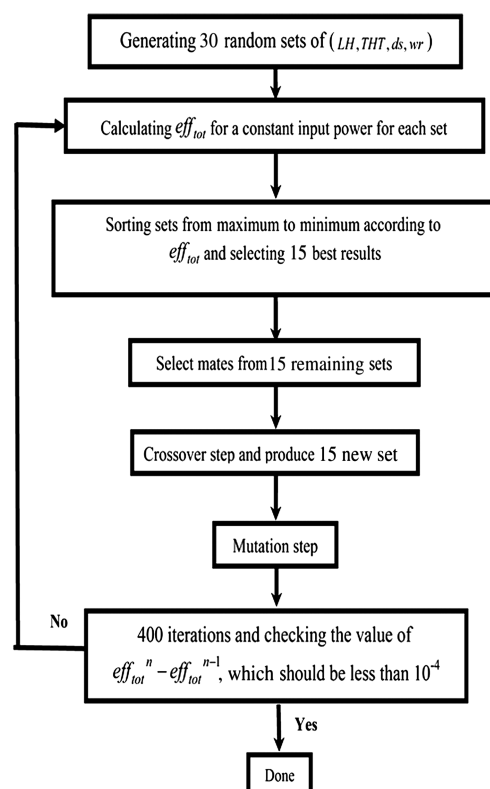 Generating 30 random sets of (LH,THT,ds,wr)
Calculating eff_tot for a constant input power for each set
Sorting sets from maximum to minimum according to
eff_tot and selecting 15 best results
Select mates from15 remaining sets
Crossover step and produce 15 new set
Mutation step
No
400 iterations and checking the value of
eff_tot^n − eff_tot^n−1, which should be less than 10^-4
Yes
Done